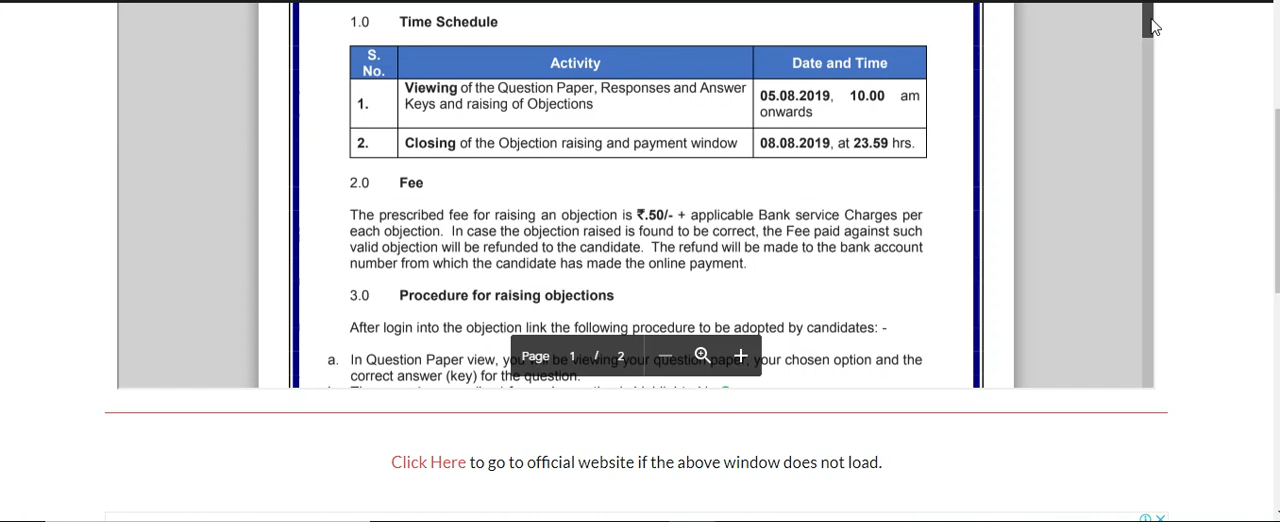 1.0 Time Schedule
S. No. Activity Date and Time
1. Viewing of the Question Paper, Responses and Answer Keys and raising of Objections 05.08.2019, 10.00 am onwards
2. Closing of the Objection raising and payment window 08.08.2019, at 23.59 hrs.
2.0 Fee
The prescribed fee for raising an objection is ₹.50/- + applicable Bank service Charges per
each objection. In case the objection raised is found to be correct, the Fee paid against such
valid objection will be refunded to the candidate. The refund will be made to the bank account
number from which the candidate has made the online payment.
3.0 Procedure for raising objections
After login into the objection link the following procedure to be adopted by candidates: -
a. In Question Paper view, you be viewing your question paper, your chosen option and the
correct answer (key) for the question.
Page 1 / 2
Click Here to go to official website if the above window does not load.